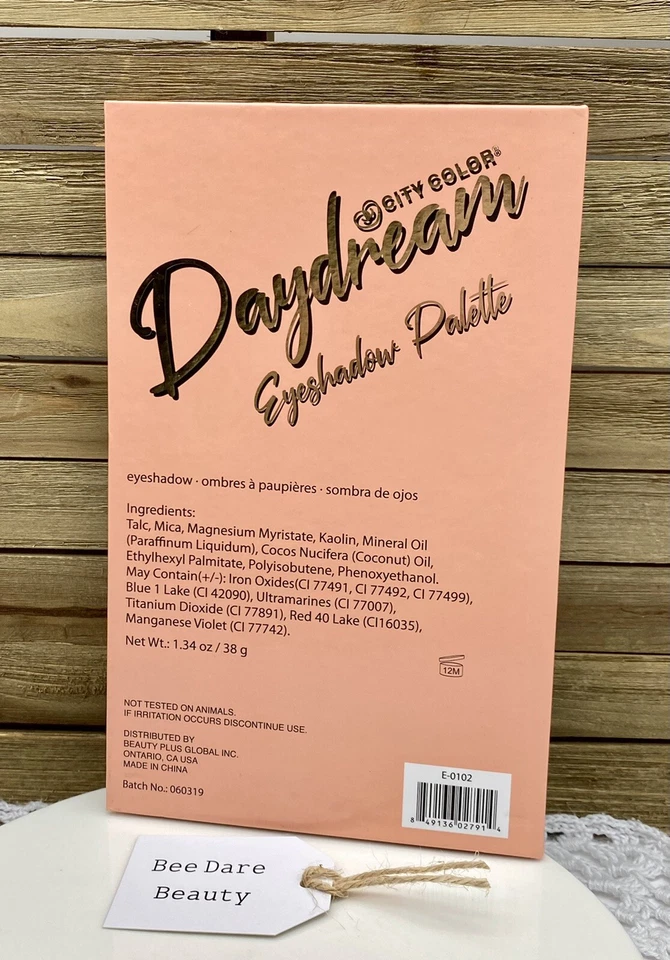 CITY COLOR®
Daydream
Eyeshadow Palette
eyeshadow · ombres à paupières · sombra de ojos
Ingredients:
Talc, Mica, Magnesium Myristate, Kaolin, Mineral Oil
(Paraffinum Liquidum), Cocos Nucifera (Coconut) Oil,
Ethylhexyl Palmitate, Polyisobutene, Phenoxyethanol.
May Contain(+/-): Iron Oxides(CI 77491, CI 77492, CI 77499),
Blue 1 Lake (CI 42090), Ultramarines (CI 77007),
Titanium Dioxide (CI 77891), Red 40 Lake (CI16035),
Manganese Violet (CI 77742).
Net Wt.: 1.34 oz / 38 g
12M
NOT TESTED ON ANIMALS.
IF IRRITATION OCCURS DISCONTINUE USE.
DISTRIBUTED BY
BEAUTY PLUS GLOBAL INC.
ONTARIO, CA USA
MADE IN CHINA
Batch No.: 060319
E-0102
8 49136 02791 4
Bee Dare
Beauty